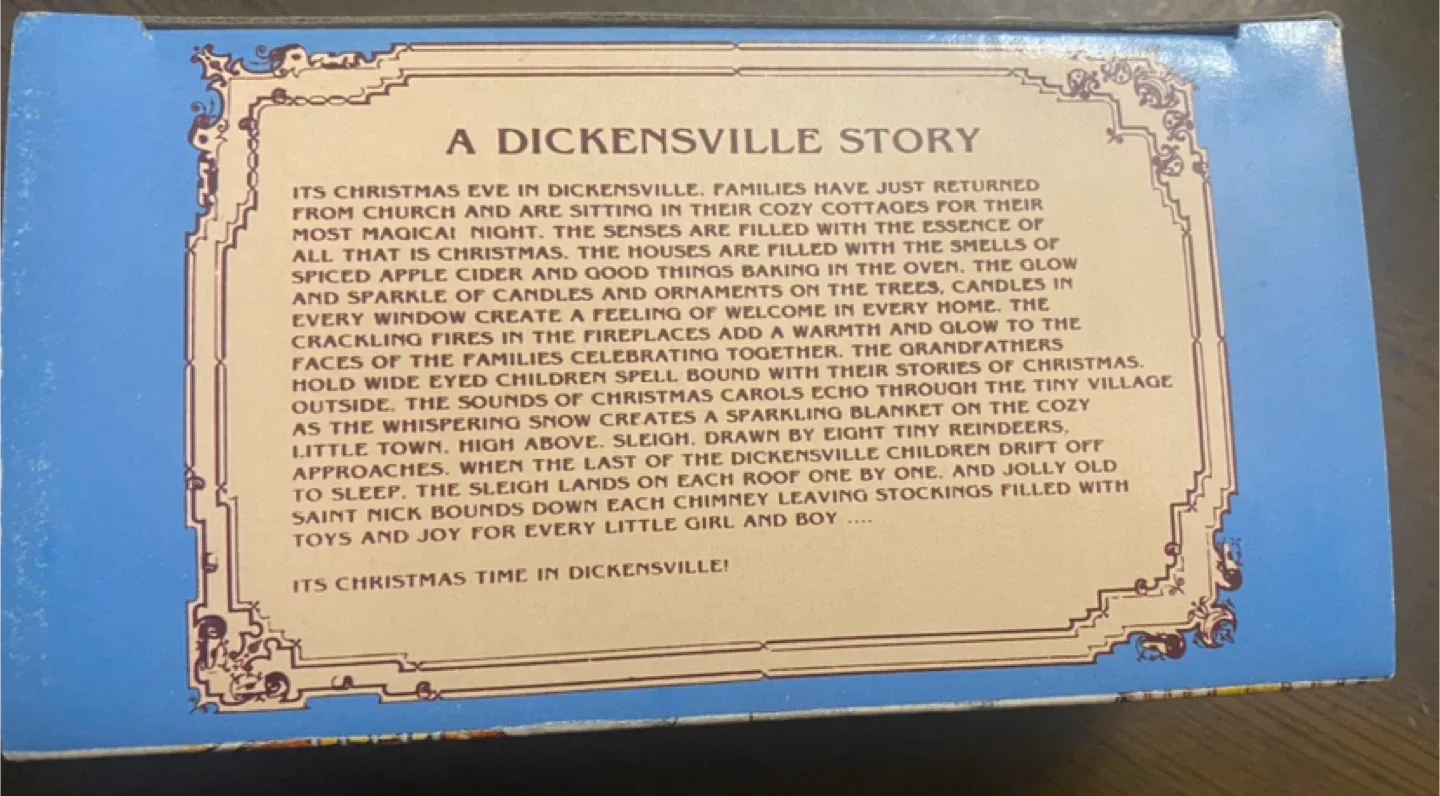 A DICKENSVILLE STORY
ITS CHRISTMAS EVE IN DICKENSVILLE. FAMILIES HAVE JUST RETURNED
FROM CHURCH AND ARE SITTING IN THEIR COZY COTTAGES FOR THEIR
MOST MAGICAL NIGHT. THE SENSES ARE FILLED WITH THE ESSENCE OF
ALL THAT IS CHRISTMAS. THE HOUSES ARE FILLED WITH THE SMELLS OF
SPICED APPLE CIDER AND GOOD THINGS BAKING IN THE OVEN. THE GLOW
AND SPARKLE OF CANDLES AND ORNAMENTS ON THE TREES, CANDLES IN
EVERY WINDOW CREATE A FEELING OF WELCOME IN EVERY HOME. THE
CRACKLING FIRES IN THE FIREPLACES ADD A WARMTH AND GLOW TO THE
FACES OF THE FAMILIES CELEBRATING TOGETHER. THE GRANDFATHERS
HOLD WIDE EYED CHILDREN SPELL BOUND WITH THEIR STORIES OF CHRISTMAS.
OUTSIDE. THE SOUNDS OF CHRISTMAS CAROLS ECHO THROUGH THE TINY VILLAGE
AS THE WHISPERING SNOW CREATES A SPARKLING BLANKET ON THE COZY
LITTLE TOWN. HIGH ABOVE. SLEIGH. DRAWN BY EIGHT TINY REINDEERS,
APPROACHES. WHEN THE LAST OF THE DICKENSVILLE CHILDREN DRIFT OFF
TO SLEEP. THE SLEIGH LANDS ON EACH ROOF ONE BY ONE. AND JOLLY OLD
SAINT NICK BOUNDS DOWN EACH CHIMNEY LEAVING STOCKINGS FILLED WITH
TOYS AND JOY FOR EVERY LITTLE GIRL AND BOY ....
ITS CHRISTMAS TIME IN DICKENSVILLE!